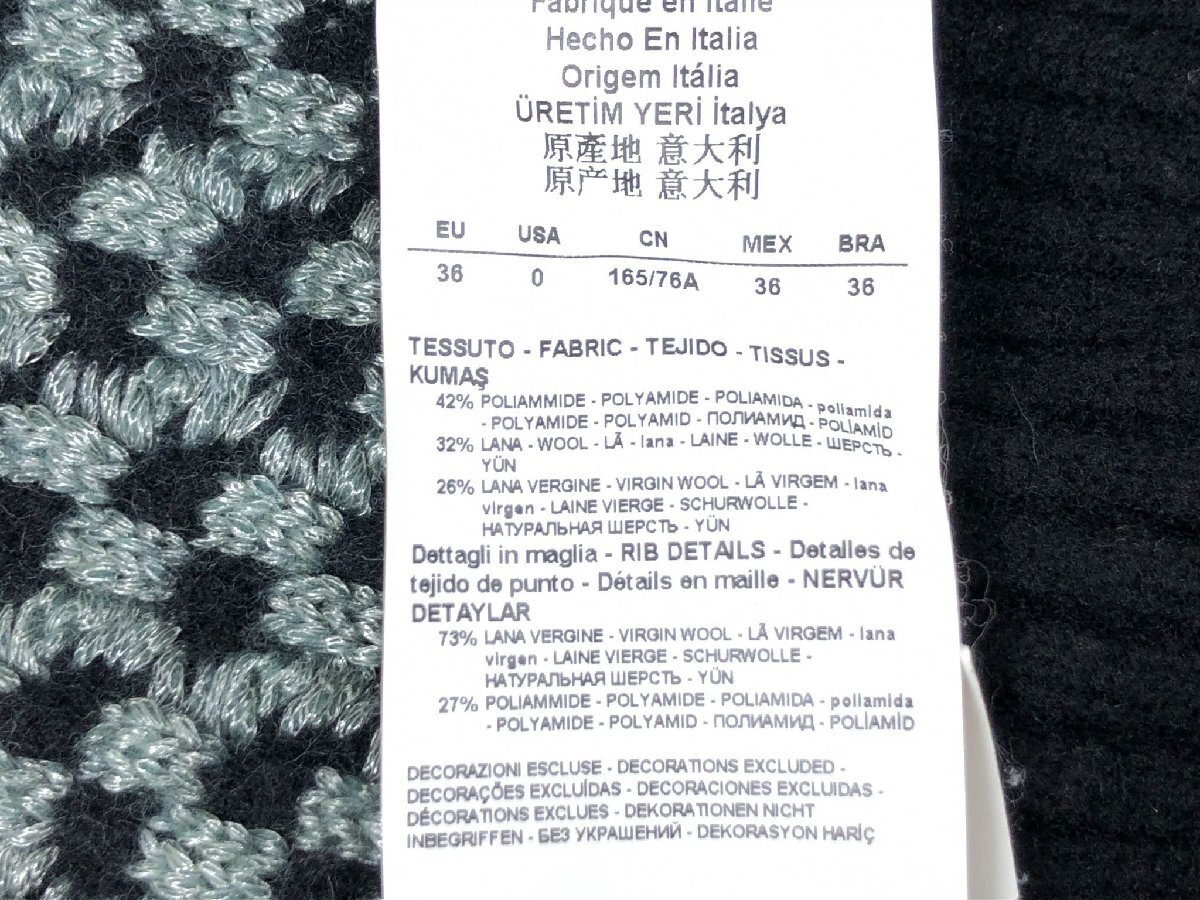 Fabriqué en Italie
Hecho En Italia
Origem Itália
ÜRETİM YERİ İtalya
原產地 意大利
原产地 意大利
EU USA CN MEX BRA
36 0 165/76A 36 36
TESSUTO - FABRIC - TEJIDO - TISSUS -
KUMAŞ
42% POLIAMMIDE - POLYAMIDE - POLIAMIDA - poliamida
- POLYAMIDE - POLYAMID - ПОЛИАМИД - POLİAMİD
32% LANA - WOOL - LÃ - lana - LAINE - WOLLE - ШЕРСТЬ -
YÜN
26% LANA VERGINE - VIRGIN WOOL - LÃ VIRGEM - lana
virgen - LAINE VIERGE - SCHURWOLLE -
НАТУРАЛЬНАЯ ШЕРСТЬ - YÜN
Dettagli in maglia - RIB DETAILS - Detalles de
tejido de punto - Détails en maille - NERVÜR
DETAYLAR
73% LANA VERGINE - VIRGIN WOOL - LÃ VIRGEM - lana
virgen - LAINE VIERGE - SCHURWOLLE -
НАТУРАЛЬНАЯ ШЕРСТЬ - YÜN
27% POLIAMMIDE - POLYAMIDE - POLIAMIDA - poliamida
- POLYAMIDE - POLYAMID - ПОЛИАМИД - POLİAMİD
DECORAZIONI ESCLUSE - DECORATIONS EXCLUDED -
DECORAÇÕES EXCLUÍDAS - DECORACIONES EXCLUIDAS -
DÉCORATIONS EXCLUES - DEKORATIONEN NICHT
INBEGRIFFEN - БЕЗ УКРАШЕНИЙ - DEKORASYON HARİÇ